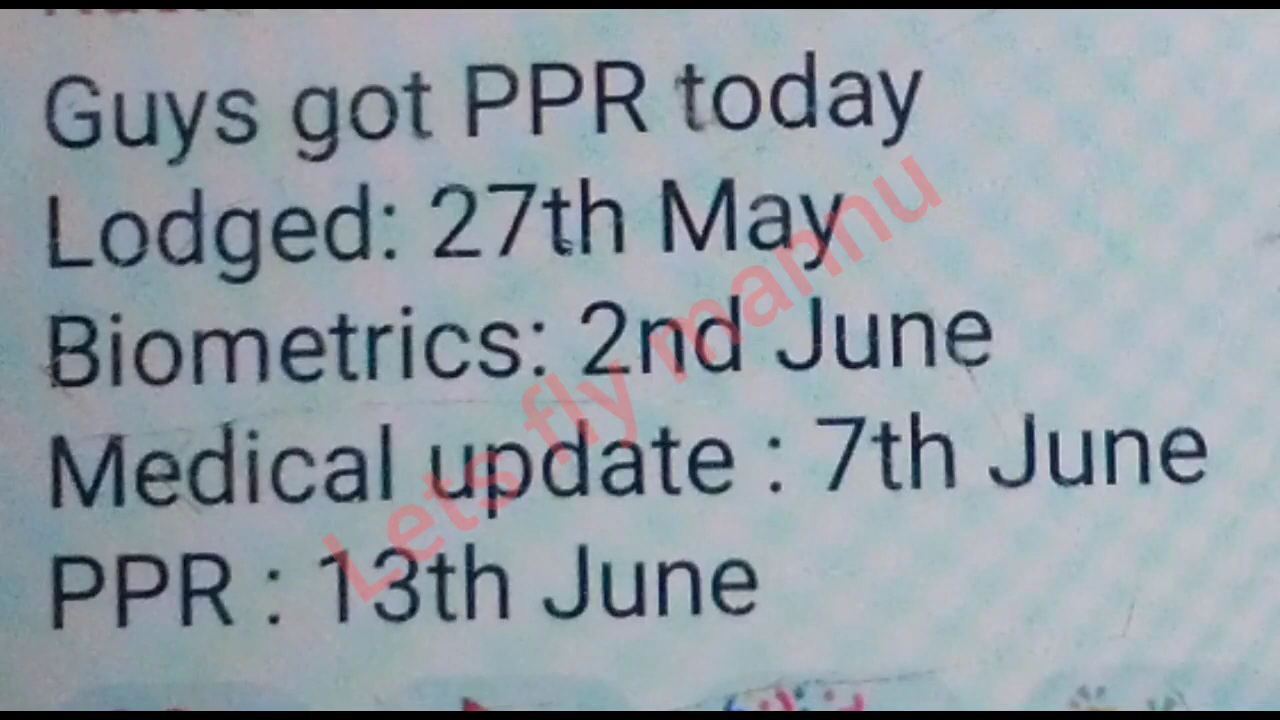 Guys got PPR today
Lodged: 27th May
Biometrics: 2nd June
Medical update : 7th June
PPR : 13th June
Lets fly mannu